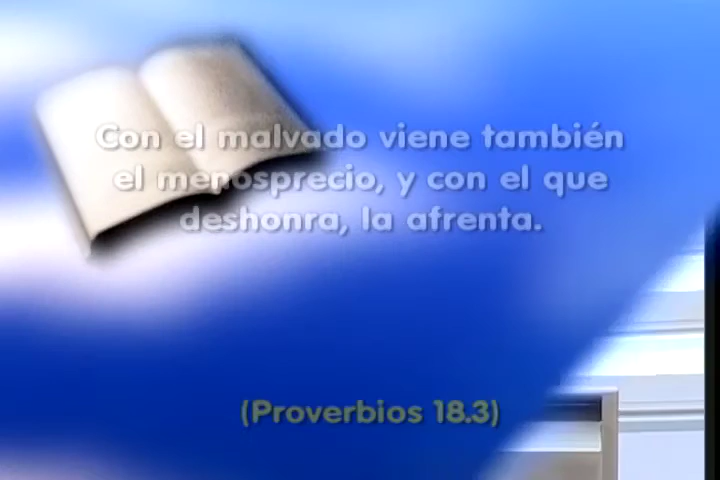 Con el malvado viene también
el menosprecio, y con el que
deshonra, la afrenta.
(Proverbios 18.3)